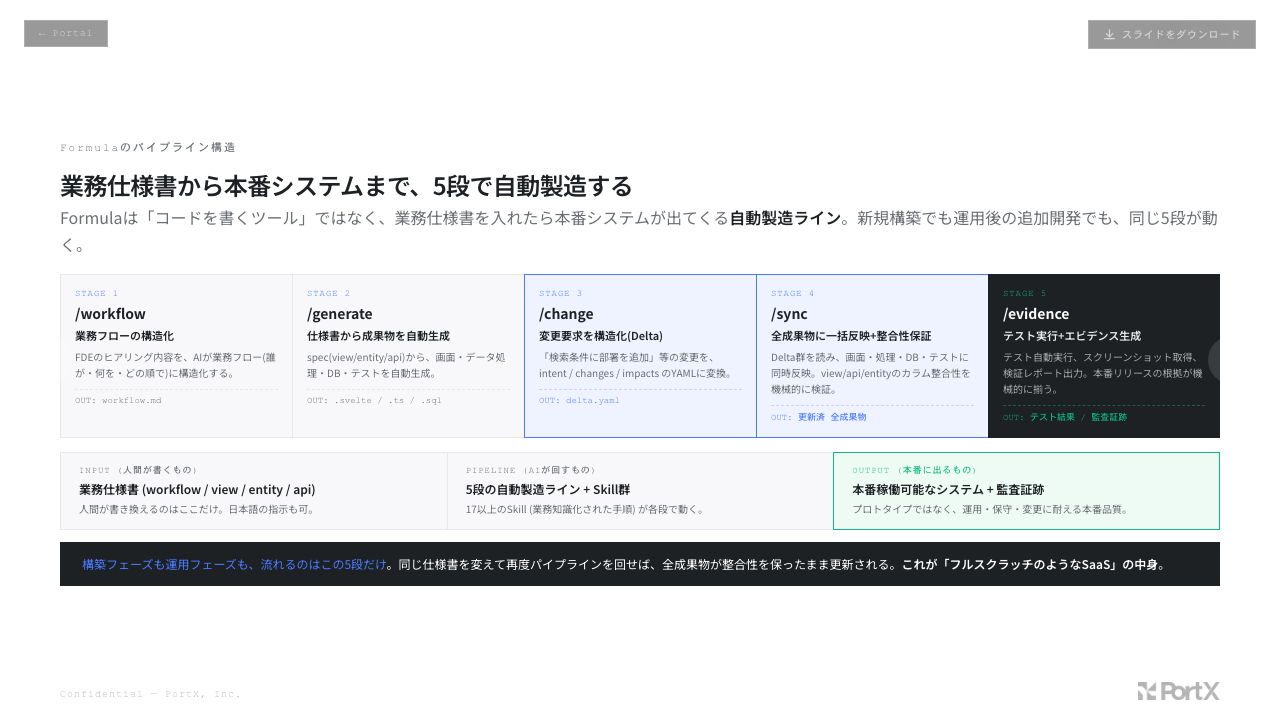 ← Portal
スライドをダウンロード
Formulaのパイプライン構造
業務仕様書から本番システムまで、5段で自動製造する
Formulaは「コードを書くツール」ではなく、業務仕様書を入れたら本番システムが出てくる自動製造ライン。新規構築でも運用後の追加開発でも、同じ5段が動
く。
STAGE 1
/workflow
業務フローの構造化
FDEのヒアリング内容を、AIが業務フロー(誰
が・何を・どの順で)に構造化する。
OUT: workflow.md
STAGE 2
/generate
仕様書から成果物を自動生成
spec(view/entity/api)から、画面・データ処
理・DB・テストを自動生成。
OUT: .svelte / .ts / .sql
STAGE 3
/change
変更要求を構造化(Delta)
「検索条件に部署を追加」等の変更を、
intent / changes / impacts のYAMLに変換。
OUT: delta.yaml
STAGE 4
/sync
全成果物に一括反映+整合性保証
Delta群を読み、画面・処理・DB・テストに
同時反映。view/api/entityのカラム整合性を
機械的に検証。
OUT: 更新済 全成果物
STAGE 5
/evidence
テスト実行+エビデンス生成
テスト自動実行、スクリーンショット取得、
検証レポート出力。本番リリースの根拠が機
械的に揃う。
OUT: テスト結果 / 監査証跡
INPUT (人間が書くもの)
業務仕様書 (workflow / view / entity / api)
人間が書き換えるのはここだけ。日本語の指示も可。
PIPELINE (AIが回すもの)
5段の自動製造ライン + Skill群
17以上のSkill (業務知識化された手順) が各段で動く。
OUTPUT (本番に出るもの)
本番稼働可能なシステム + 監査証跡
プロトタイプではなく、運用・保守・変更に耐える本番品質。
構築フェーズも運用フェーズも、流れるのはこの5段だけ。同じ仕様書を変えて再度パイプラインを回せば、全成果物が整合性を保ったまま更新される。これが「フルスクラッチのようなSaaS」の中身。
Confidential — PortX, Inc.
PortX